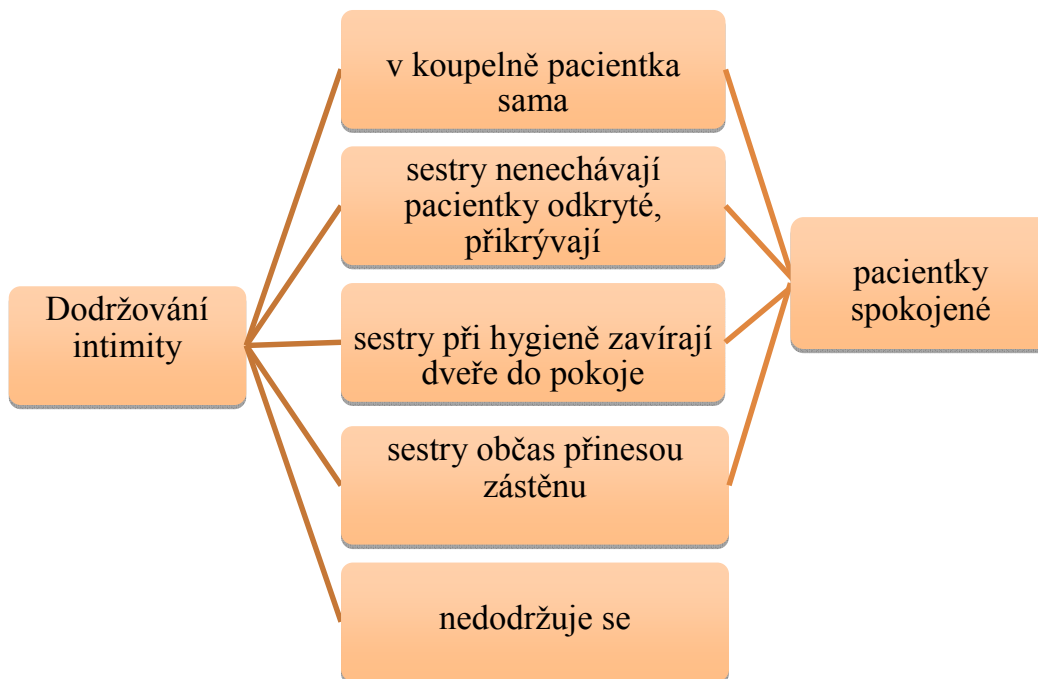 Dodržování
intimity
v koupelně pacientka
sama
sestry nenechávají
pacientky odkryté,
přikrývají
sestry při hygieně zavírají
dveře do pokoje
sestry občas přinesou
zástěnu
nedodržuje se
pacientky
spokojené